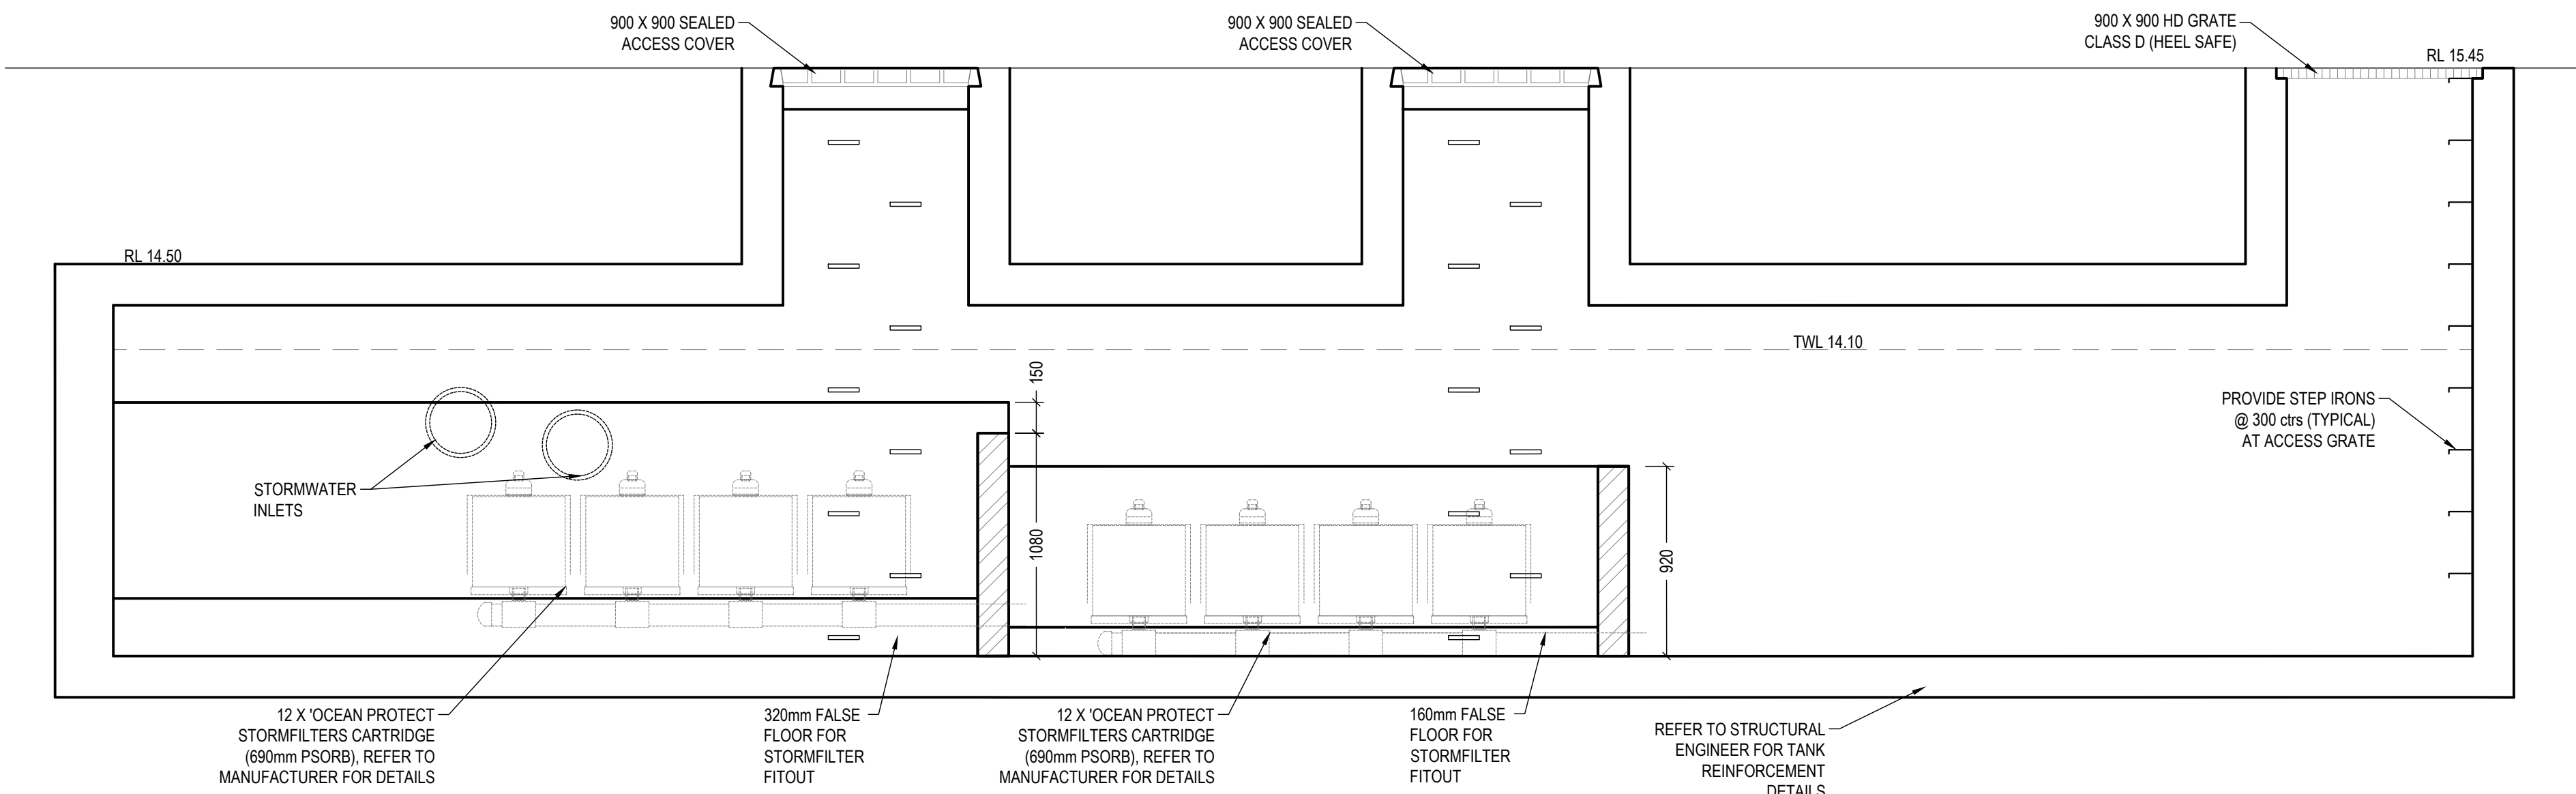 900 X 900 SEALED
ACCESS COVER
900 X 900 SEALED
ACCESS COVER
900 X 900 HD GRATE
CLASS D (HEEL SAFE)
RL 15.45
RL 14.50
TWL 14.10
150
1080
920
PROVIDE STEP IRONS
@ 300 ctrs (TYPICAL)
AT ACCESS GRATE
STORMWATER
INLETS
12 X 'OCEAN PROTECT
STORMFILTERS CARTRIDGE
(690mm PSORB), REFER TO
MANUFACTURER FOR DETAILS
320mm FALSE
FLOOR FOR
STORMFILTER
FITOUT
12 X 'OCEAN PROTECT
STORMFILTERS CARTRIDGE
(690mm PSORB), REFER TO
MANUFACTURER FOR DETAILS
160mm FALSE
FLOOR FOR
STORMFILTER
FITOUT
REFER TO STRUCTURAL
ENGINEER FOR TANK
REINFORCEMENT
DETAILS